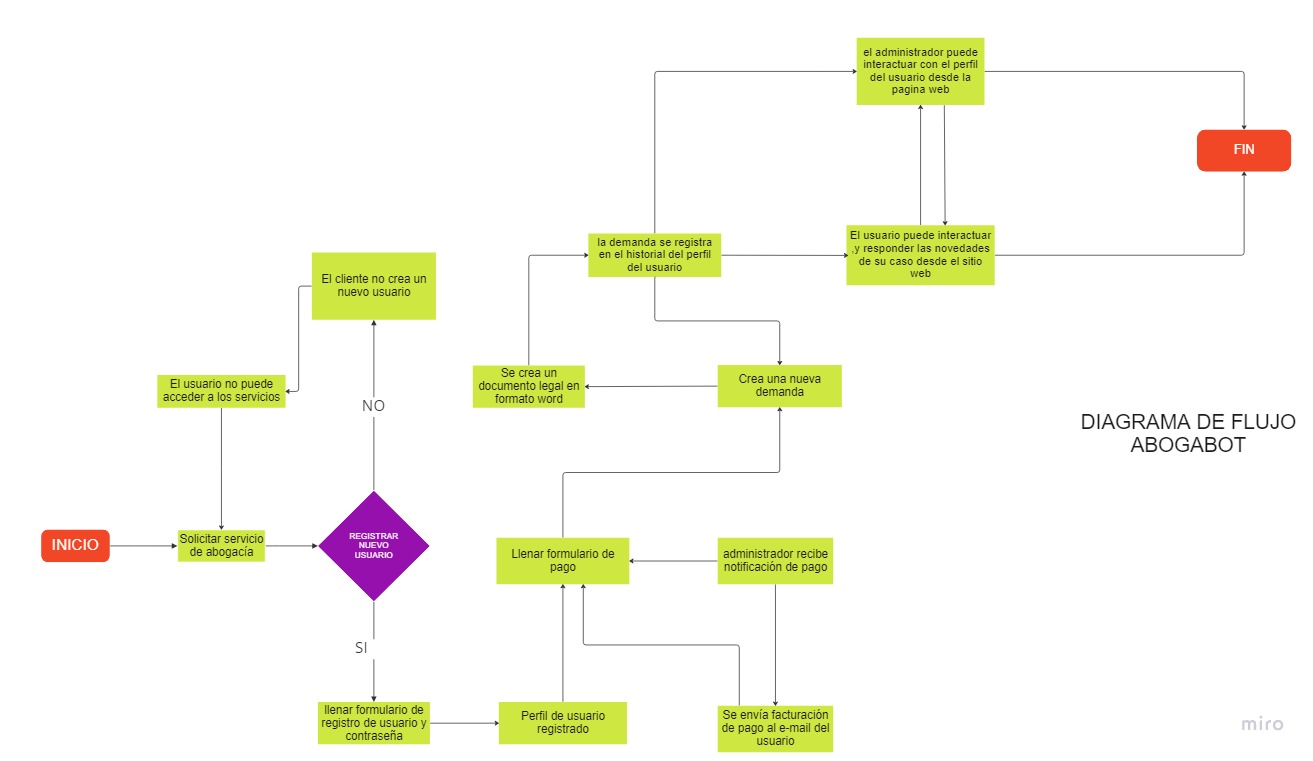 el administrador puede
interactuar con el perfil
del usuario desde la
pagina web
FIN
la demanda se registra
en el historial del perfil
del usuario
El usuario puede interactuar
.y responder las novedades
de su caso desde el sitio
web
El cliente no crea un
nuevo usuario
El usuario no puede
acceder a los servicios
NO
Se crea un
documento legal en
formato word
Crea una nueva
demanda
DIAGRAMA DE FLUJO
ABOGABOT
INICIO
Solicitar servicio
de abogacía
REGISTRAR
NUEVO
USUARIO
Llenar formulario de
pago
administrador recibe
notificación de pago
SI
llenar formulario de
registro de usuario y
contraseña
Perfil de usuario
registrado
Se envía facturación
de pago al e-mail del
usuario
miro